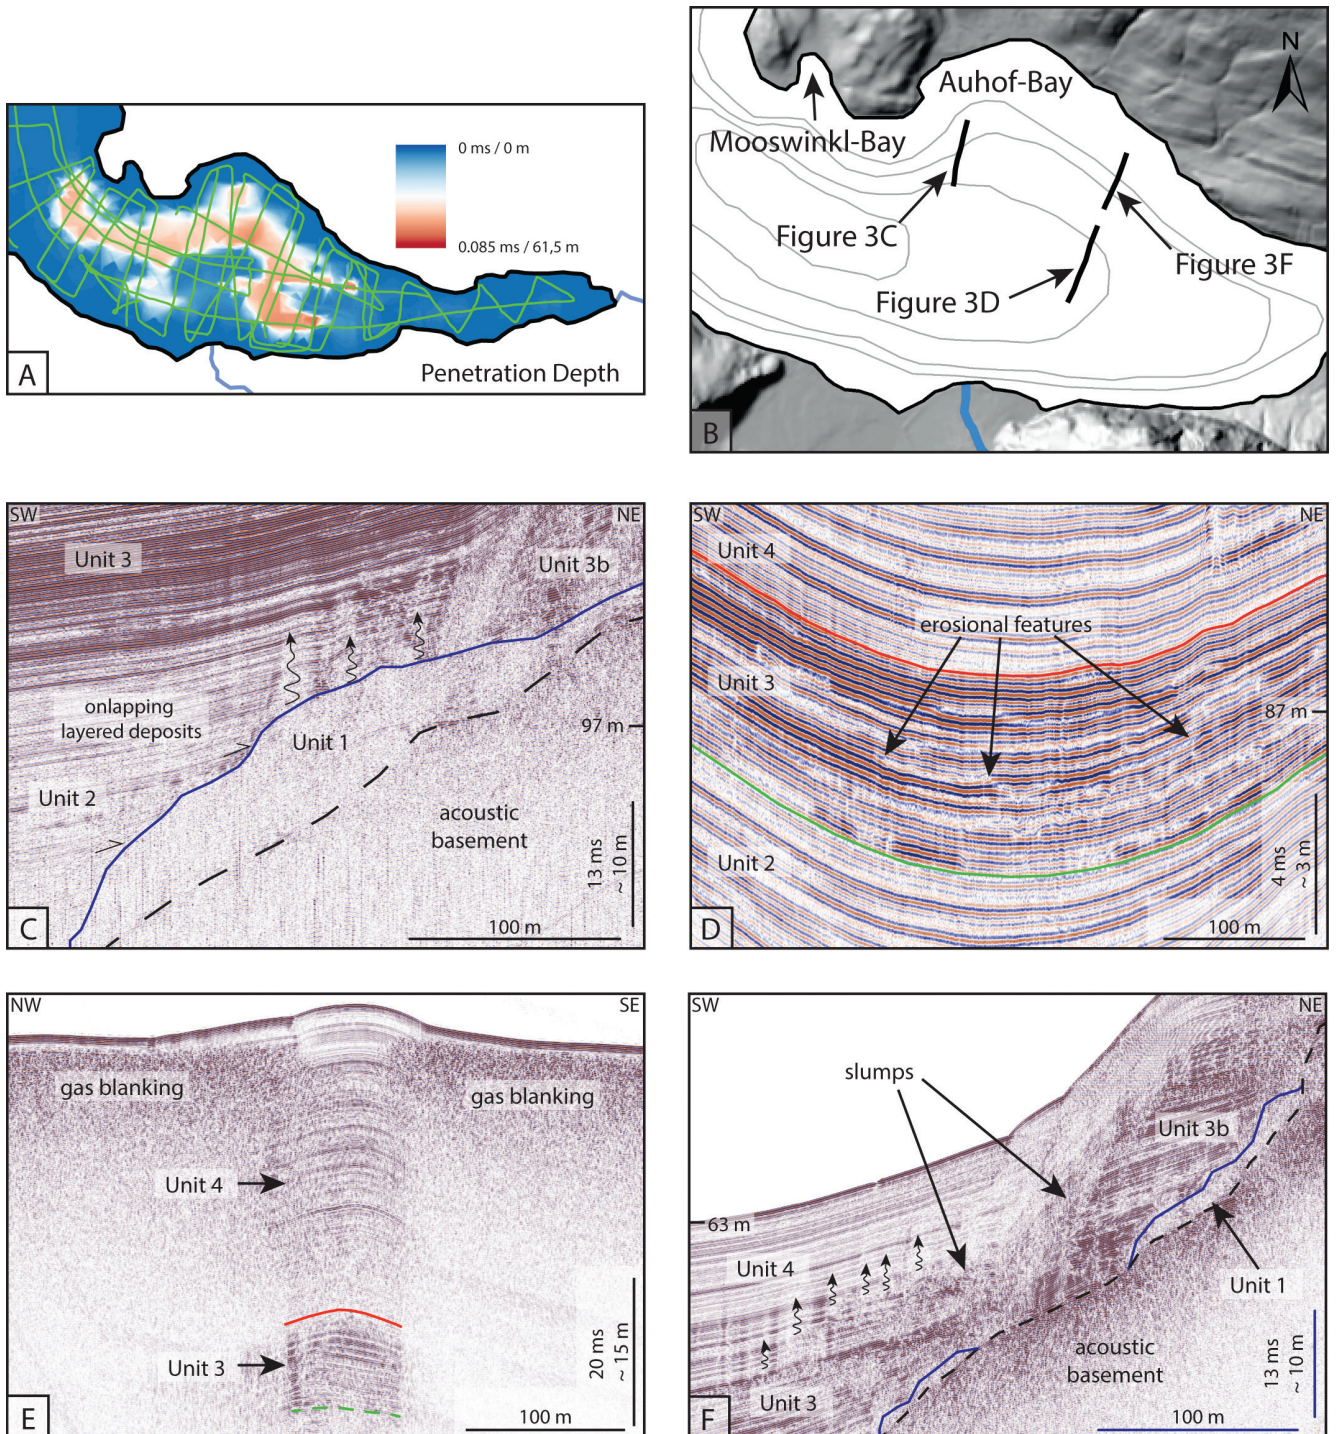 0 ms / 0 m
0.085 ms / 61,5 m
Penetration Depth
A
N
Auhof-Bay
Mooswinkl-Bay
Figure 3C
Figure 3D
Figure 3F
B
SW
NE
Unit 3
Unit 3b
onlapping
layered deposits
Unit 1
97 m
Unit 2
acoustic
basement
13 ms
~ 10 m
100 m
C
SW
NE
Unit 4
erosional features
Unit 3
87 m
Unit 2
4 ms
~ 3 m
100 m
D
NW
SE
gas blanking
gas blanking
Unit 4
Unit 3
20 ms
~ 15 m
100 m
E
SW
NE
slumps
Unit 3b
63 m
Unit 4
Unit 1
acoustic
basement
Unit 3
13 ms
~ 10 m
100 m
F